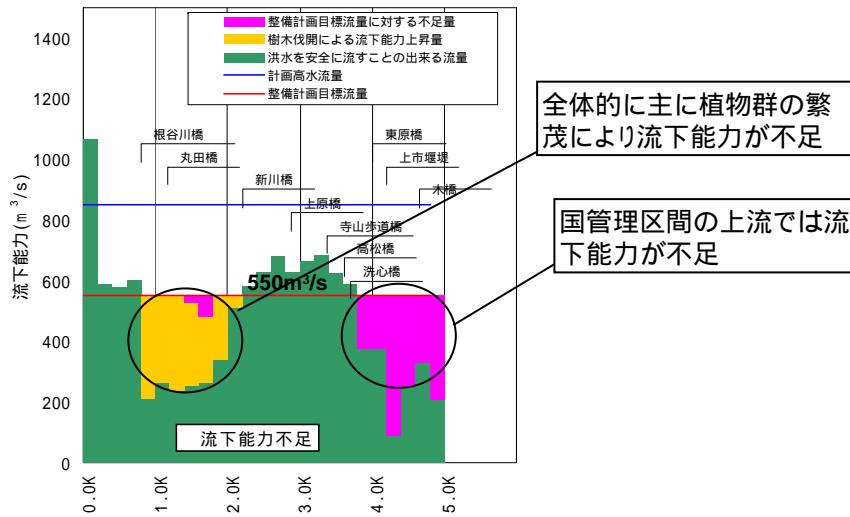 整備計画目標流量に対する不足量
樹木伐開による流下能力上昇量
洪水を安全に流すことの出来る流量
計画高水流量
整備計画目標流量
流下能力(m³/s)
1400
1200
1000
800
600
400
200
0
根谷川橋
丸田橋
新川橋
上原橋
寺山歩道橋
高松橋
洗心橋
東原橋
上市堰堤
木橋
550m³/s
流下能力不足
0.0K
1.0K
2.0K
3.0K
4.0K
5.0K
全体的に主に植物群の繁
茂により流下能力が不足
国管理区間の上流では流
下能力が不足